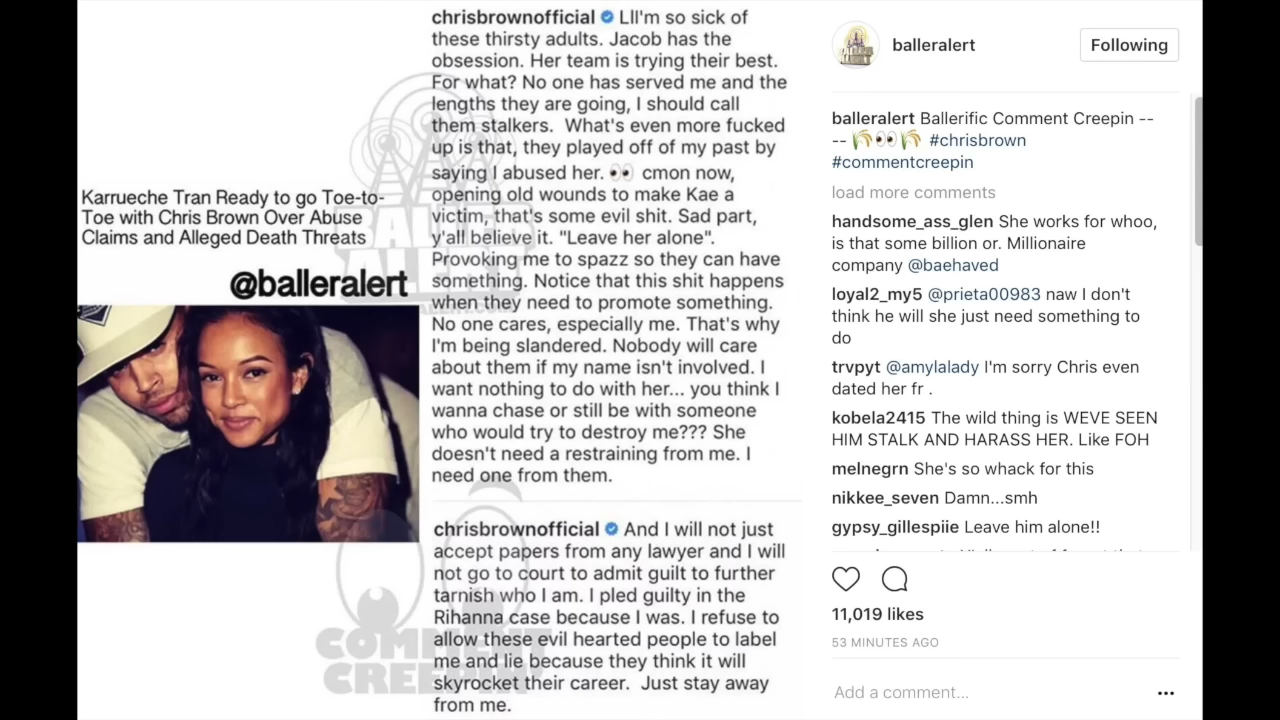 Karrueche Tran Ready to go Toe-to-
Toe with Chris Brown Over Abuse
Claims and Alleged Death Threats
@balleralert
chrisbrownofficial LlI'm so sick of
these thirsty adults. Jacob has the
obsession. Her team is trying their best.
For what? No one has served me and the
lengths they are going, I should call
them stalkers.  What's even more fucked
up is that, they played off of my past by
saying I abused her. 👀 cmon now,
opening old wounds to make Kae a
victim, that's some evil shit. Sad part,
y'all believe it. "Leave her alone".
Provoking me to spazz so they can have
something. Notice that this shit happens
when they need to promote something.
No one cares, especially me. That's why
I'm being slandered. Nobody will care
about them if my name isn't involved. I
want nothing to do with her... you think I
wanna chase or still be with someone
who would try to destroy me??? She
doesn't need a restraining from me. I
need one from them.
chrisbrownofficial And I will not just
accept papers from any lawyer and I will
not go to court to admit guilt to further
tarnish who I am. I pled guilty in the
Rihanna case because I was. I refuse to
allow these evil hearted people to label
me and lie because they think it will
skyrocket their career.  Just stay away
from me.
BALLER
ALERT
COMMENT
CREEPIN'
balleralert
Following
balleralert Ballerific Comment Creepin --
-- 🌾👀🌾 #chrisbrown
#commentcreepin
load more comments
handsome_ass_glen She works for whoo,
is that some billion or. Millionaire
company @baehaved
loyal2_my5 @prieta00983 naw I don't
think he will she just need something to
do
trvpyt @amylalady I'm sorry Chris even
dated her fr .
kobela2415 The wild thing is WEVE SEEN
HIM STALK AND HARASS HER. Like FOH
melnegrn She's so whack for this
nikkee_seven Damn...smh
gypsy_gillespiie Leave him alone!!
11,019 likes
53 MINUTES AGO
Add a comment...